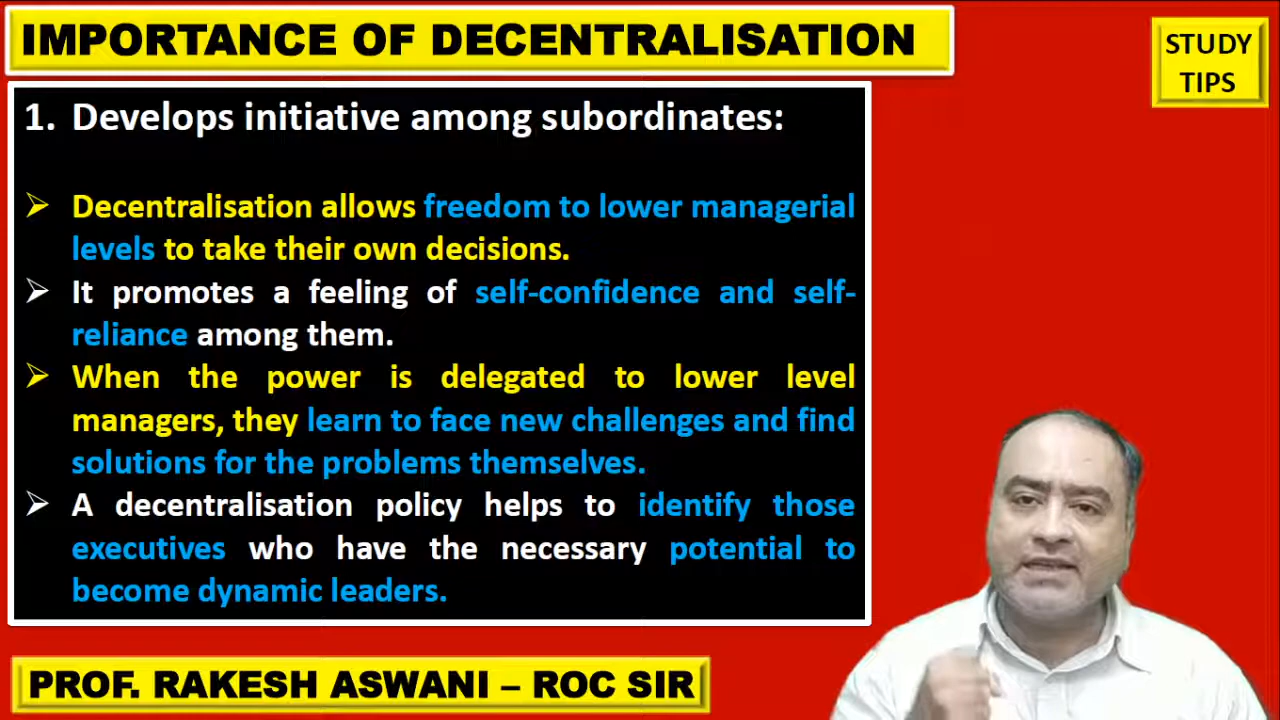 IMPORTANCE OF DECENTRALISATION
STUDY
TIPS
1. Develops initiative among subordinates:
➢ Decentralisation allows freedom to lower managerial
levels to take their own decisions.
➢ It promotes a feeling of self-confidence and self-
reliance among them.
➢ When the power is delegated to lower level
managers, they learn to face new challenges and find
solutions for the problems themselves.
➢ A decentralisation policy helps to identify those
executives who have the necessary potential to
become dynamic leaders.
PROF. RAKESH ASWANI – ROC SIR